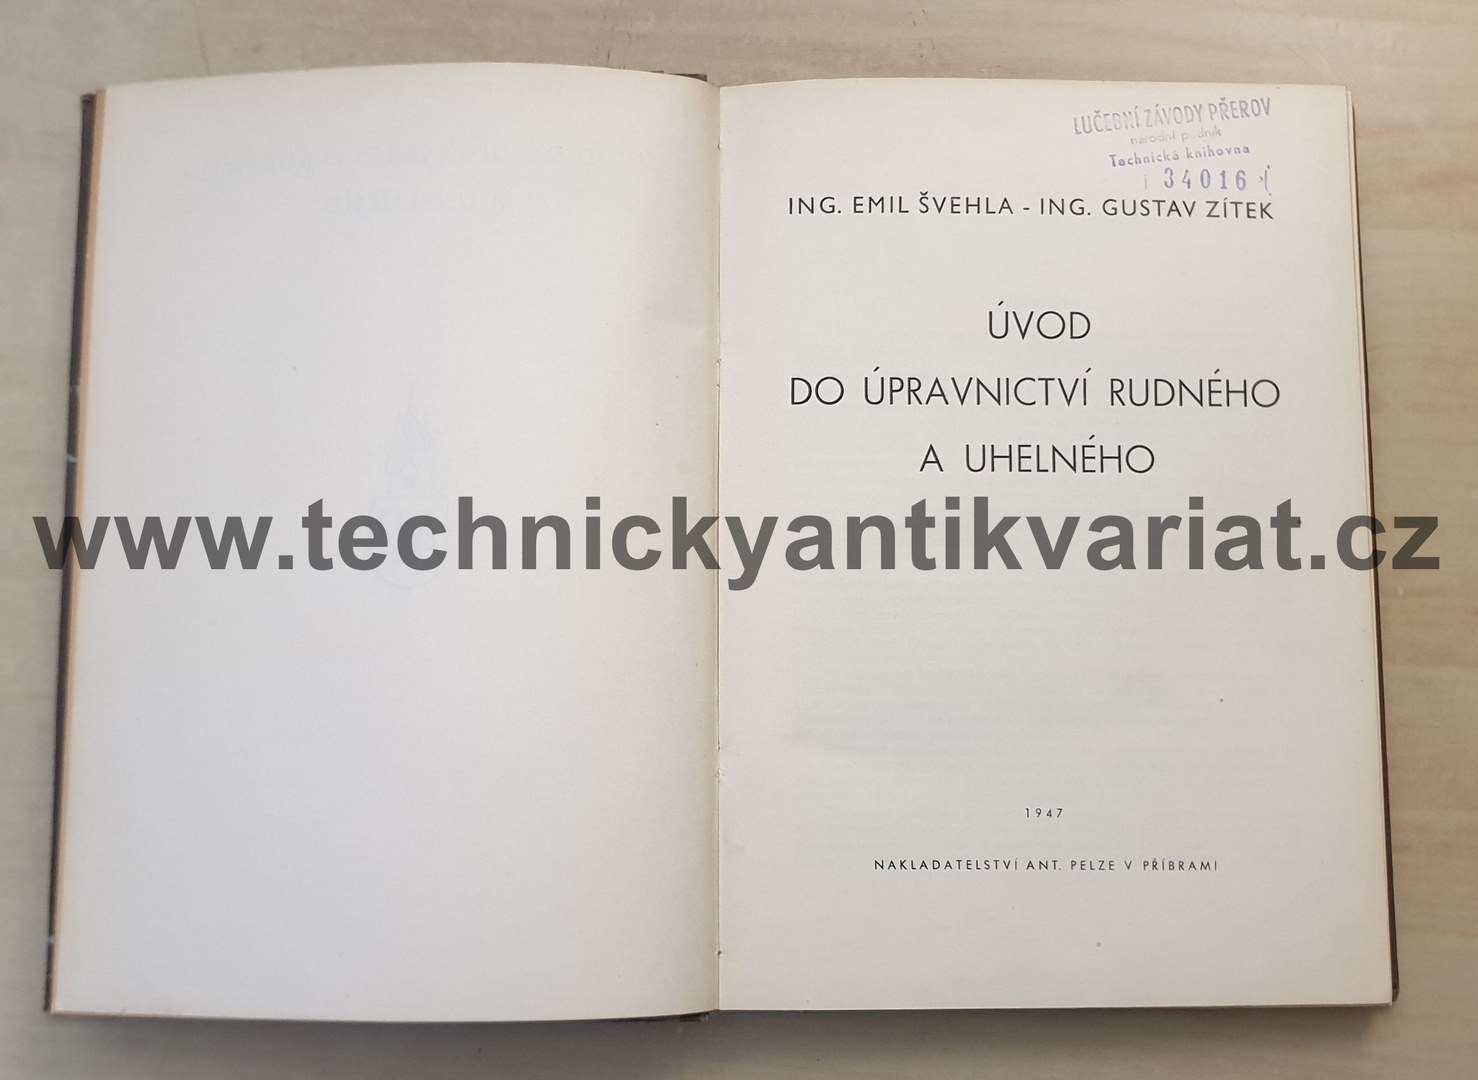 LUČEBNÍ ZÁVODY PŘEROV
národní podnik
Technická knihovna
34016
ING. EMIL ŠVEHLA - ING. GUSTAV ZÍTEK
ÚVOD
DO ÚPRAVNICTVÍ RUDNÉHO
A UHELNÉHO
www.technickyantikvariat.cz
1947
NAKLADATELSTVÍ ANT. PELZE V PŘÍBRAMI